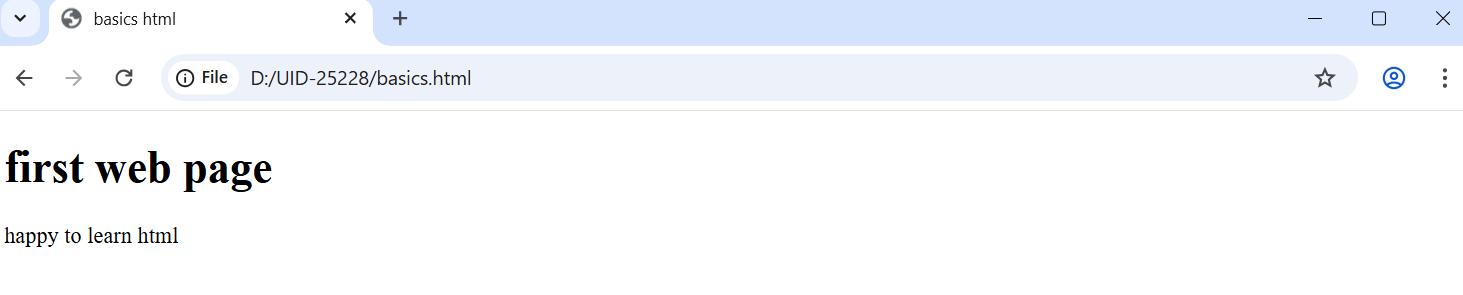 basics html
File D:/UID-25228/basics.html
first web page
happy to learn html